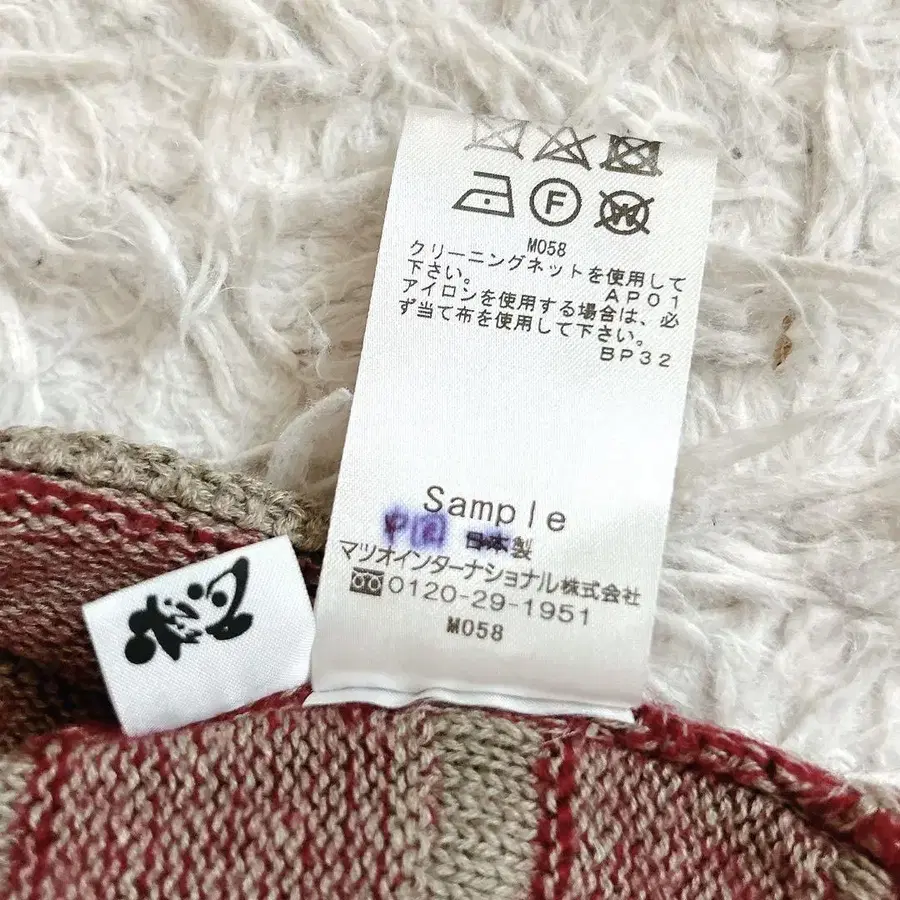 F
W
M058
クリーニングネットを使用して
下さい。
AP01
アイロンを使用する場合は、必
ず当て布を使用して下さい。
BP32
Sample
日本製
マツオインターナショナル株式会社
0120-29-1951
M058